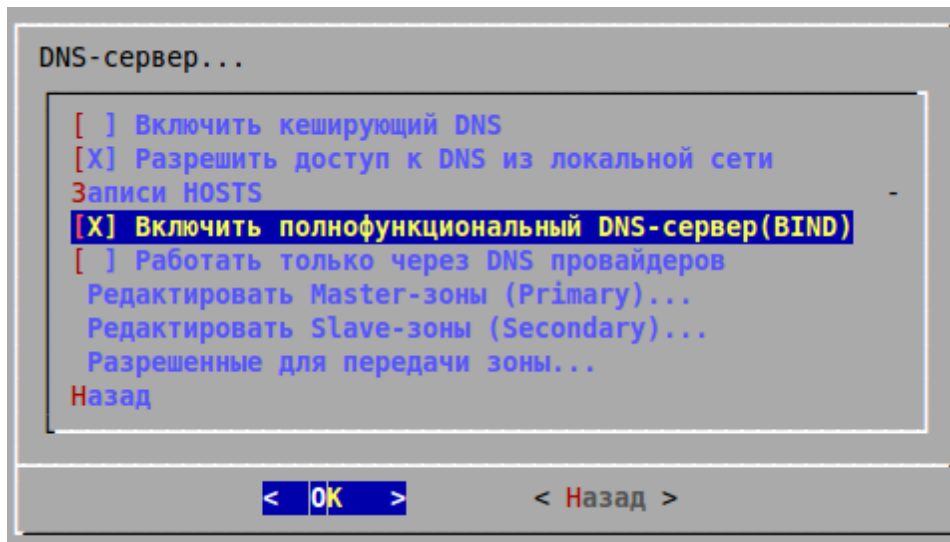 DNS-сервер...
[ ] Включить кеширующий DNS
[X] Разрешить доступ к DNS из локальной сети
Записи HOSTS -
[X] Включить полнофункциональный DNS-сервер(BIND)
[ ] Работать только через DNS провайдеров
Редактировать Master-зоны (Primary)...
Редактировать Slave-зоны (Secondary)...
Разрешенные для передачи зоны...
Назад
< OK > < Назад >